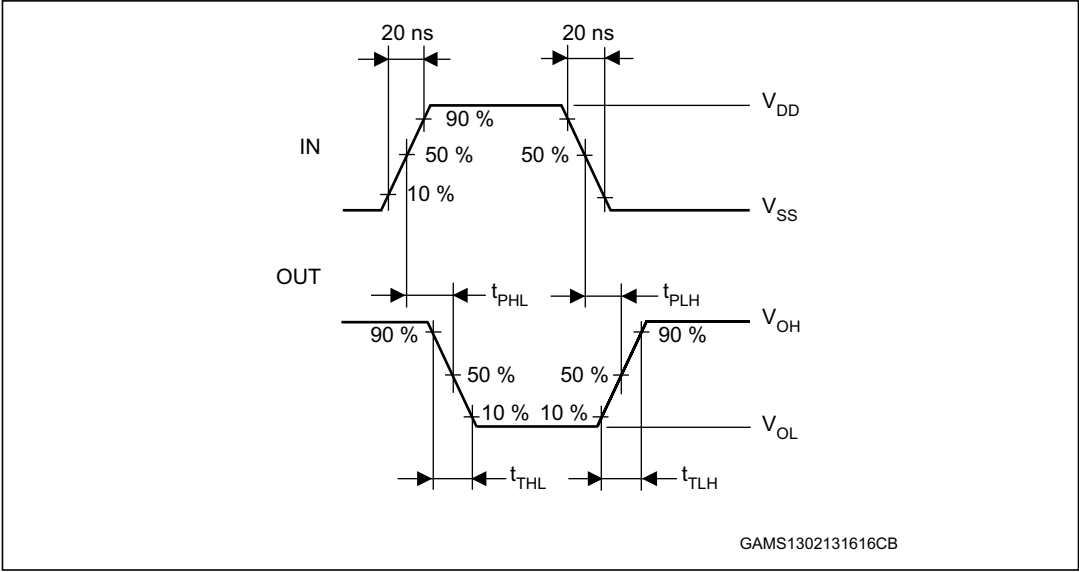 20 ns 20 ns
V_DD
90 %
IN
50 % 50 %
10 %
V_SS
OUT
t_PHL t_PLH
V_OH
90 % 90 %
50 % 50 %
10 % 10 %
V_OL
t_THL t_TLH
GAMS1302131616CB